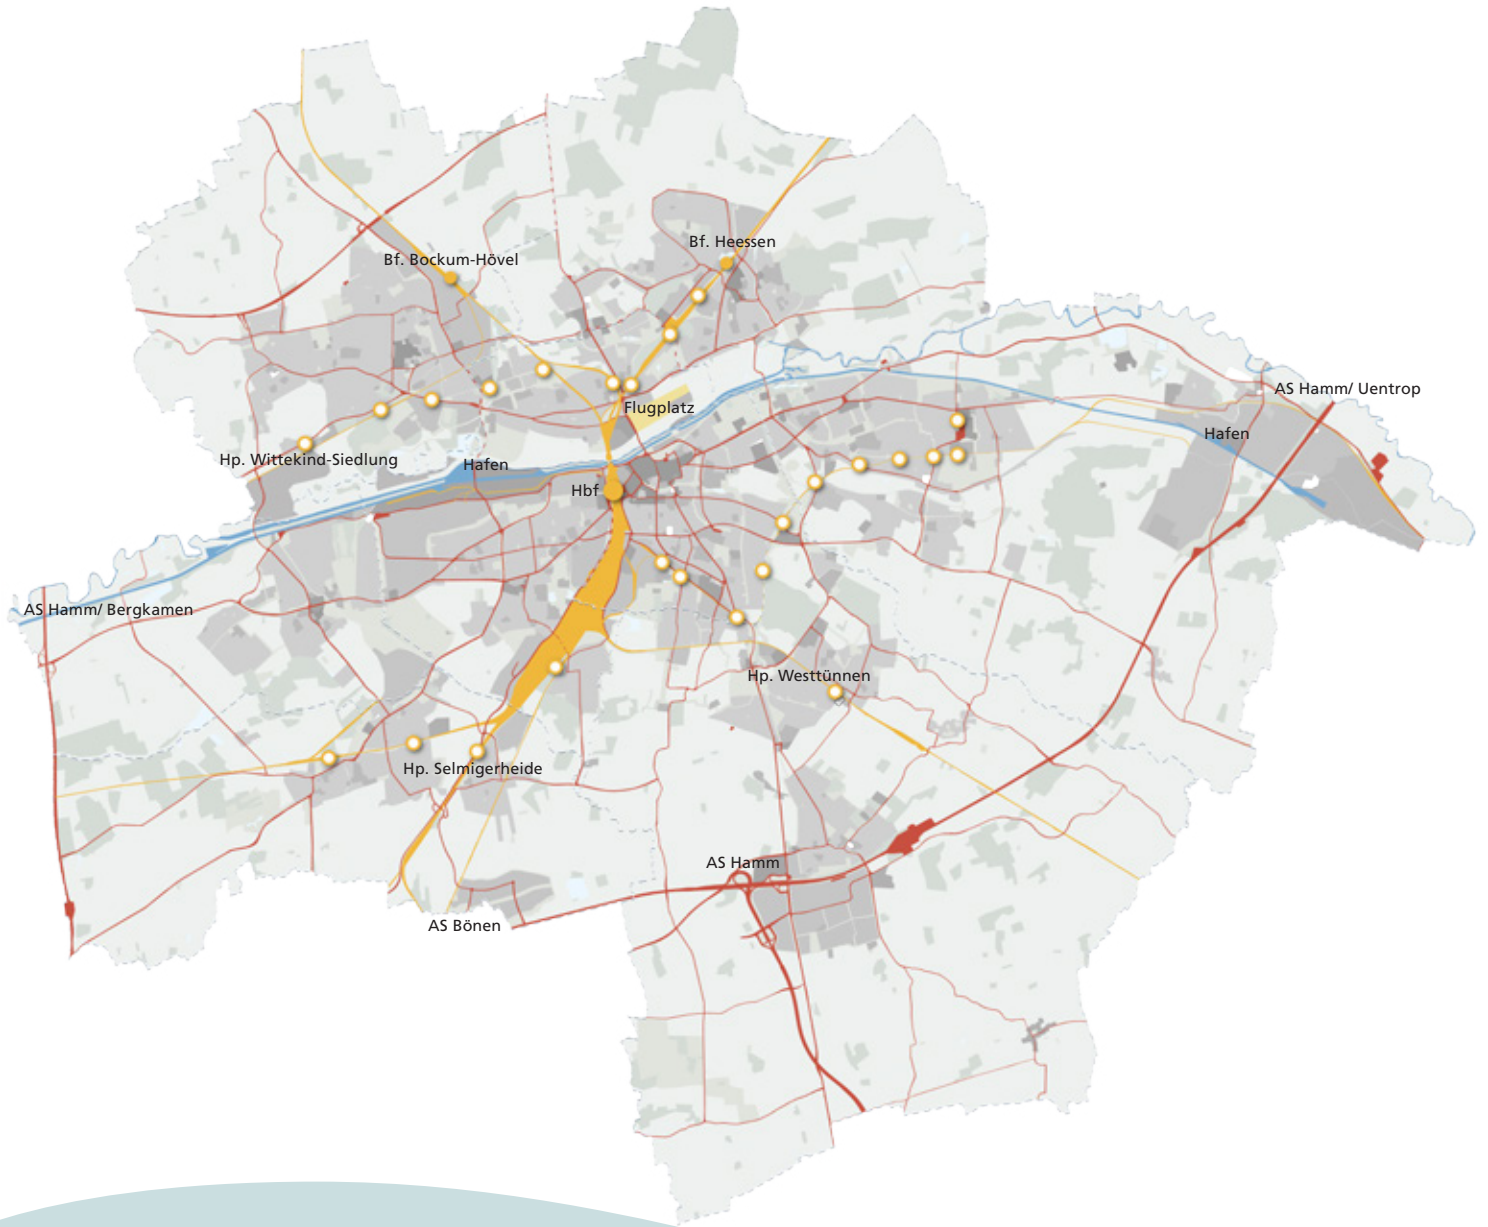 Bf. Heessen
Bf. Bockum-Hövel
AS Hamm/ Uentrop
Flugplatz
Hafen
Hp. Wittekind-Siedlung
Hafen
Hbf
AS Hamm/ Bergkamen
Hp. Westtünnen
Hp. Selmigerheide
AS Hamm
AS Bönen